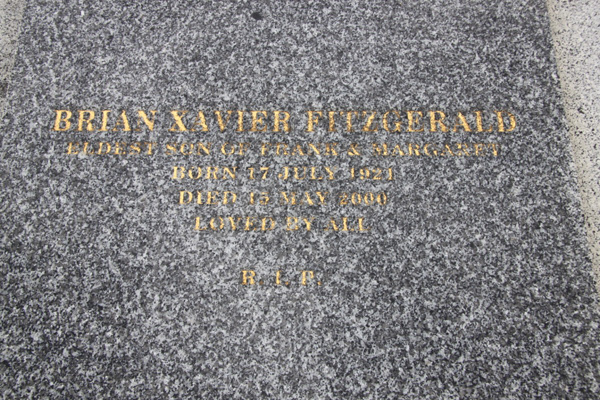 BRIAN XAVIER FITZGERALD
ELDEST SON OF FRANK & MARGARET
BORN 17 JULY 1921
DIED 13 MAY 2000
LOVED BY ALL
R. I. P.